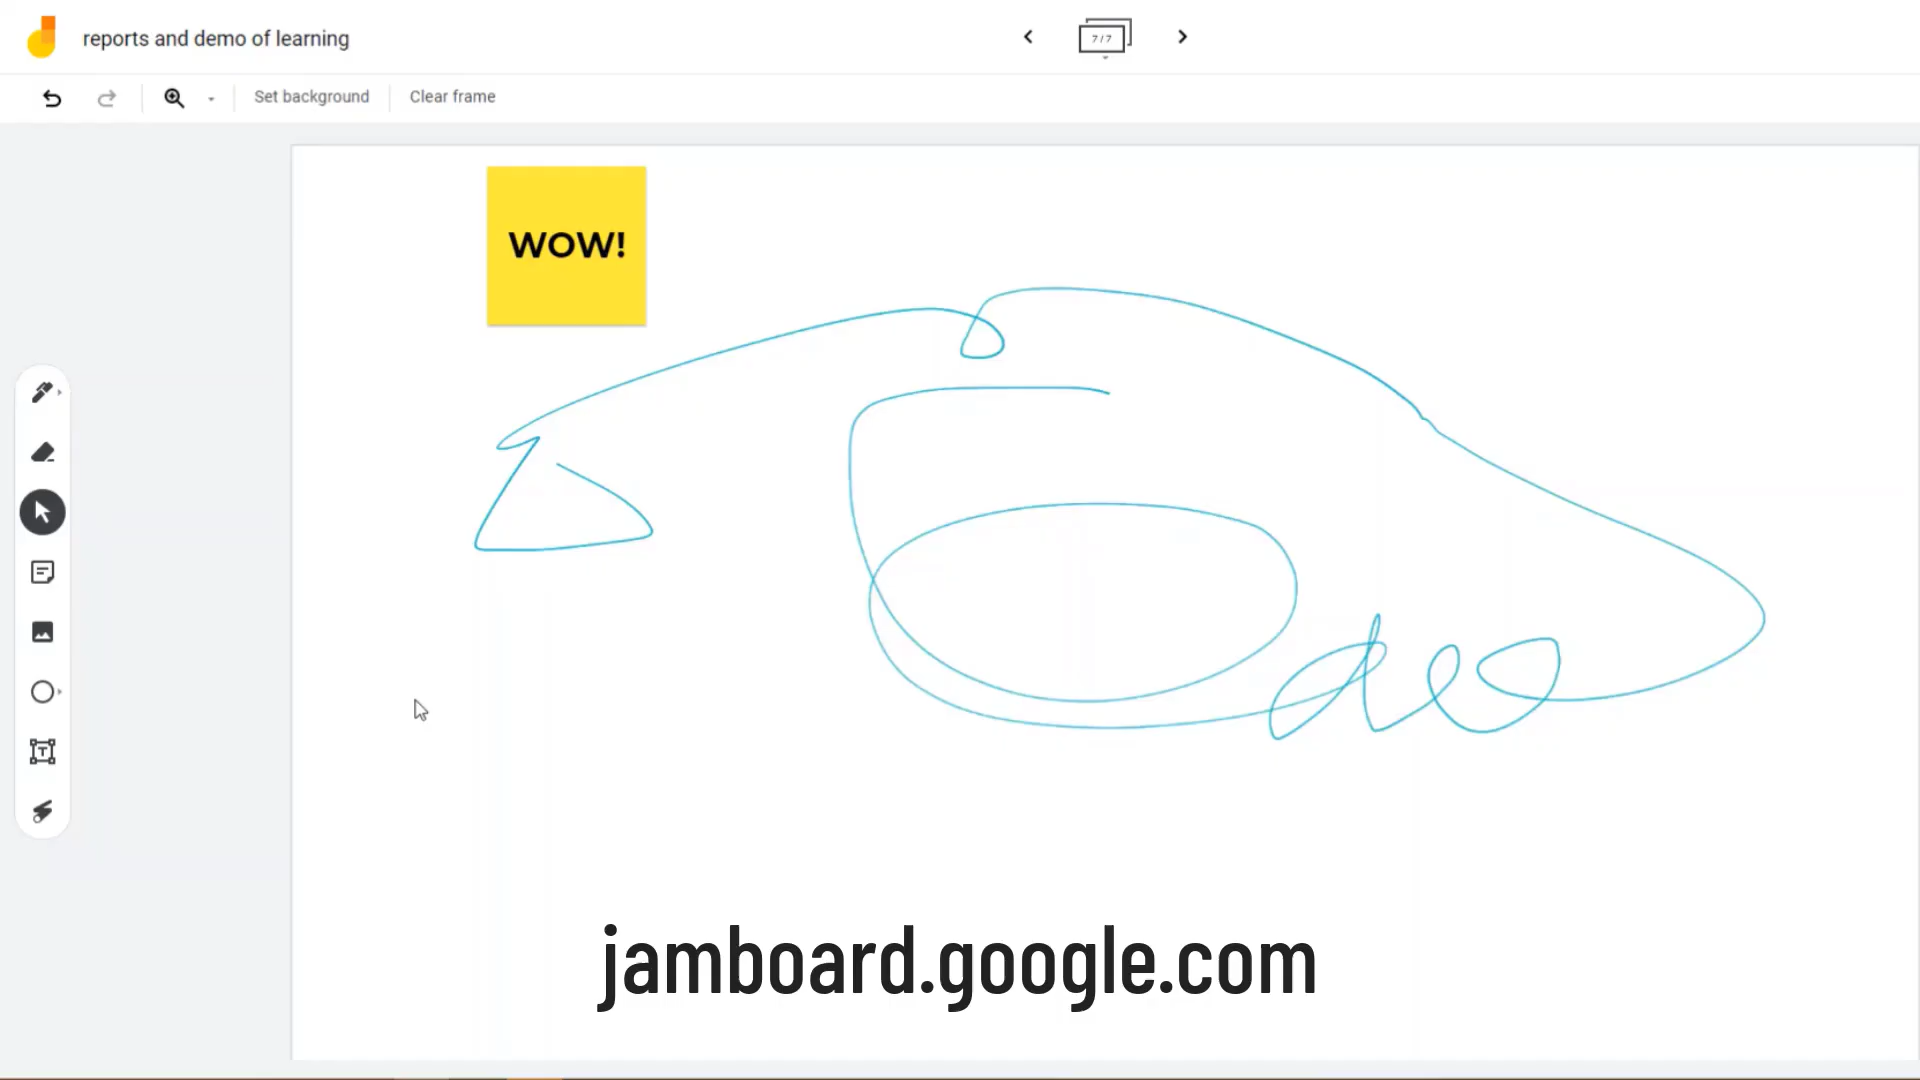 reports and demo of learning
7/7
Set background
Clear frame
WOW!
jamboard.google.com